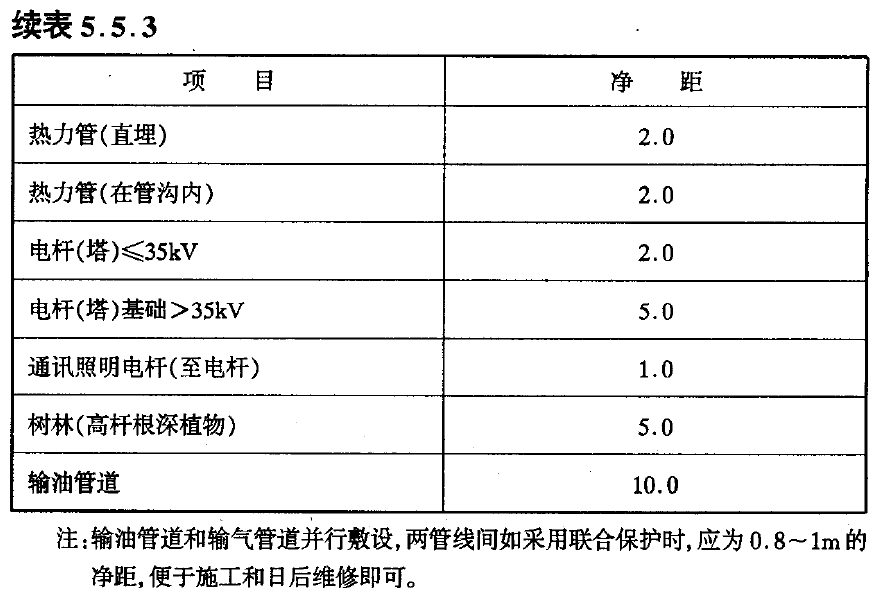 续表 5.5.3
项 目 净 距
热力管(直埋) 2.0
热力管(在管沟内) 2.0
电杆(塔)≤35kV 2.0
电杆(塔)基础>35kV 5.0
通讯照明电杆(至电杆) 1.0
树林(高杆根深植物) 5.0
输油管道 10.0
注:输油管道和输气管道并行敷设,两管线间如采用联合保护时,应为0.8~1m的
净距,便于施工和日后维修即可。